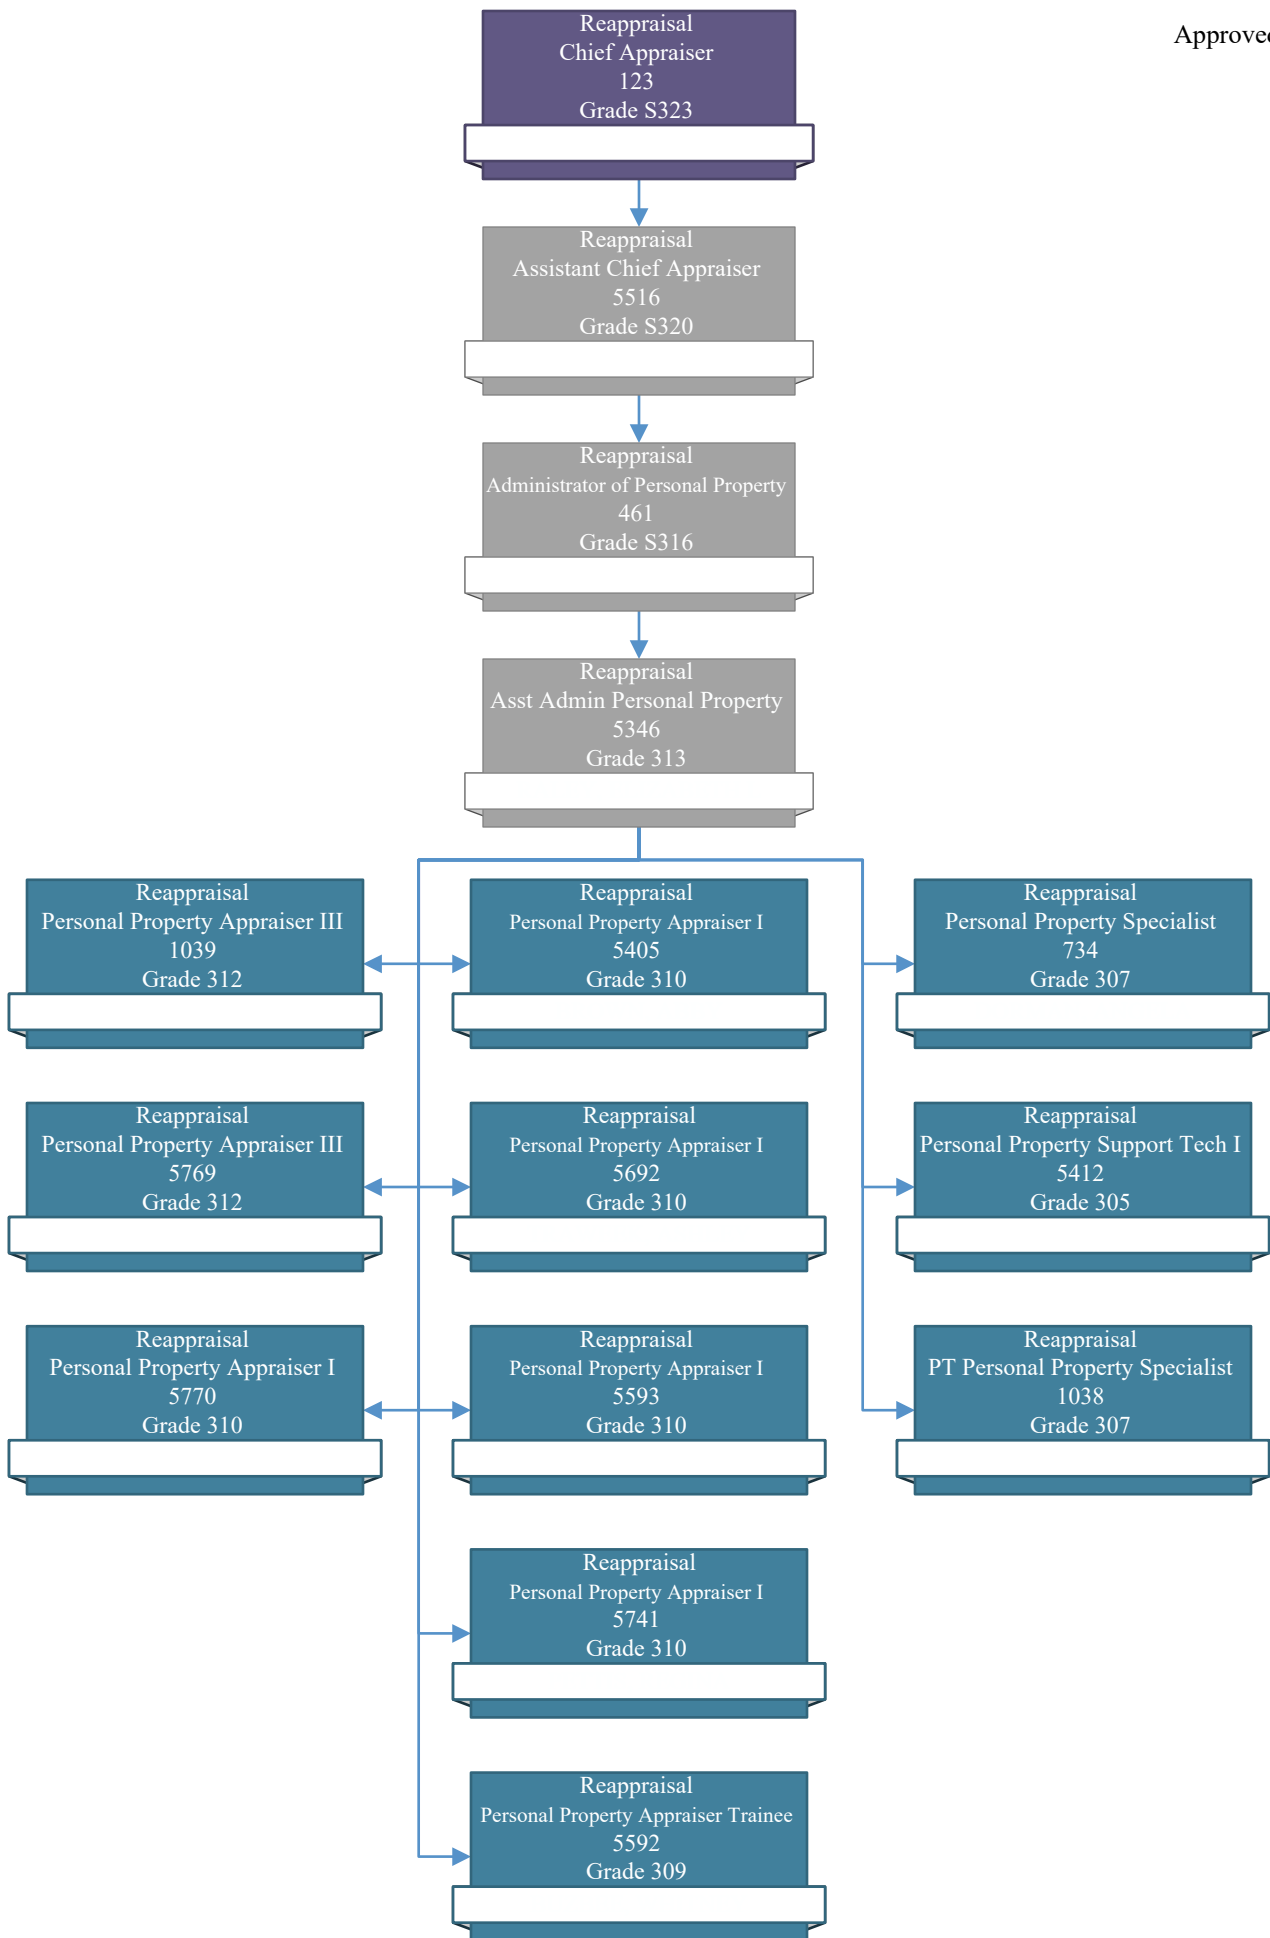 Approved
Reappraisal
Chief Appraiser
123
Grade S323
Reappraisal
Assistant Chief Appraiser
5516
Grade S320
Reappraisal
Administrator of Personal Property
461
Grade S316
Reappraisal
Asst Admin Personal Property
5346
Grade 313
Reappraisal
Personal Property Appraiser III
1039
Grade 312
Reappraisal
Personal Property Appraiser I
5405
Grade 310
Reappraisal
Personal Property Specialist
734
Grade 307
Reappraisal
Personal Property Appraiser III
5769
Grade 312
Reappraisal
Personal Property Appraiser I
5692
Grade 310
Reappraisal
Personal Property Support Tech I
5412
Grade 305
Reappraisal
Personal Property Appraiser I
5770
Grade 310
Reappraisal
Personal Property Appraiser I
5593
Grade 310
Reappraisal
PT Personal Property Specialist
1038
Grade 307
Reappraisal
Personal Property Appraiser I
5741
Grade 310
Reappraisal
Personal Property Appraiser Trainee
5592
Grade 309